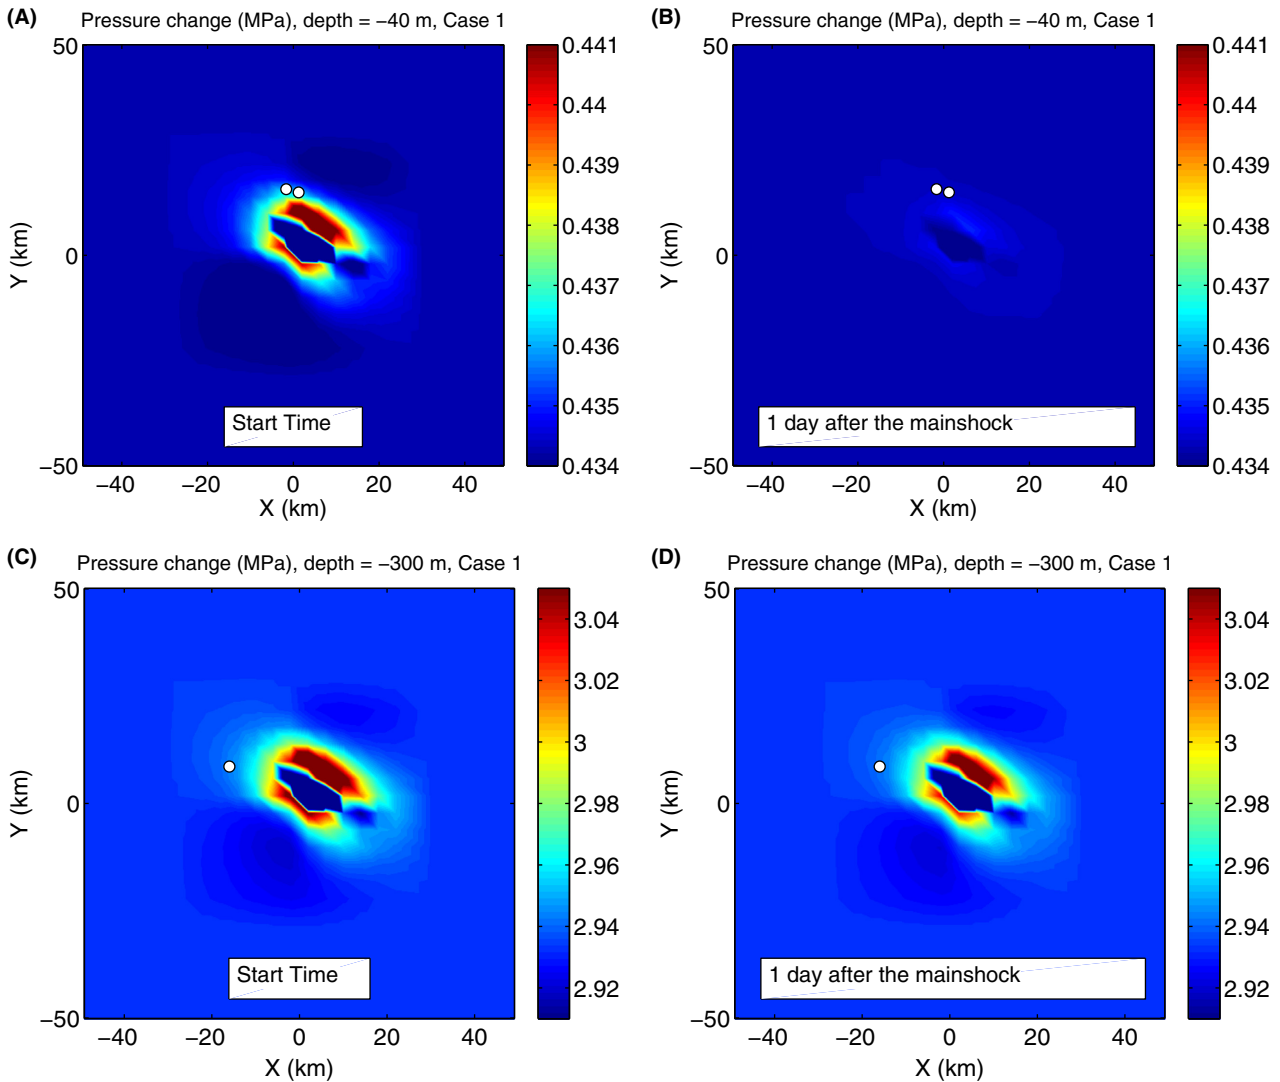 (A) Pressure change (MPa), depth = −40 m, Case 1
50
0
−50
Y (km)
−40 −20 0 20 40
X (km)
Start Time
0.441
0.44
0.439
0.438
0.437
0.436
0.435
0.434
(B) Pressure change (MPa), depth = −40 m, Case 1
50
0
−50
Y (km)
−40 −20 0 20 40
X (km)
1 day after the mainshock
0.441
0.44
0.439
0.438
0.437
0.436
0.435
0.434
(C) Pressure change (MPa), depth = −300 m, Case 1
50
0
−50
Y (km)
−40 −20 0 20 40
X (km)
Start Time
3.04
3.02
3
2.98
2.96
2.94
2.92
(D) Pressure change (MPa), depth = −300 m, Case 1
50
0
−50
Y (km)
−40 −20 0 20 40
X (km)
1 day after the mainshock
3.04
3.02
3
2.98
2.96
2.94
2.92